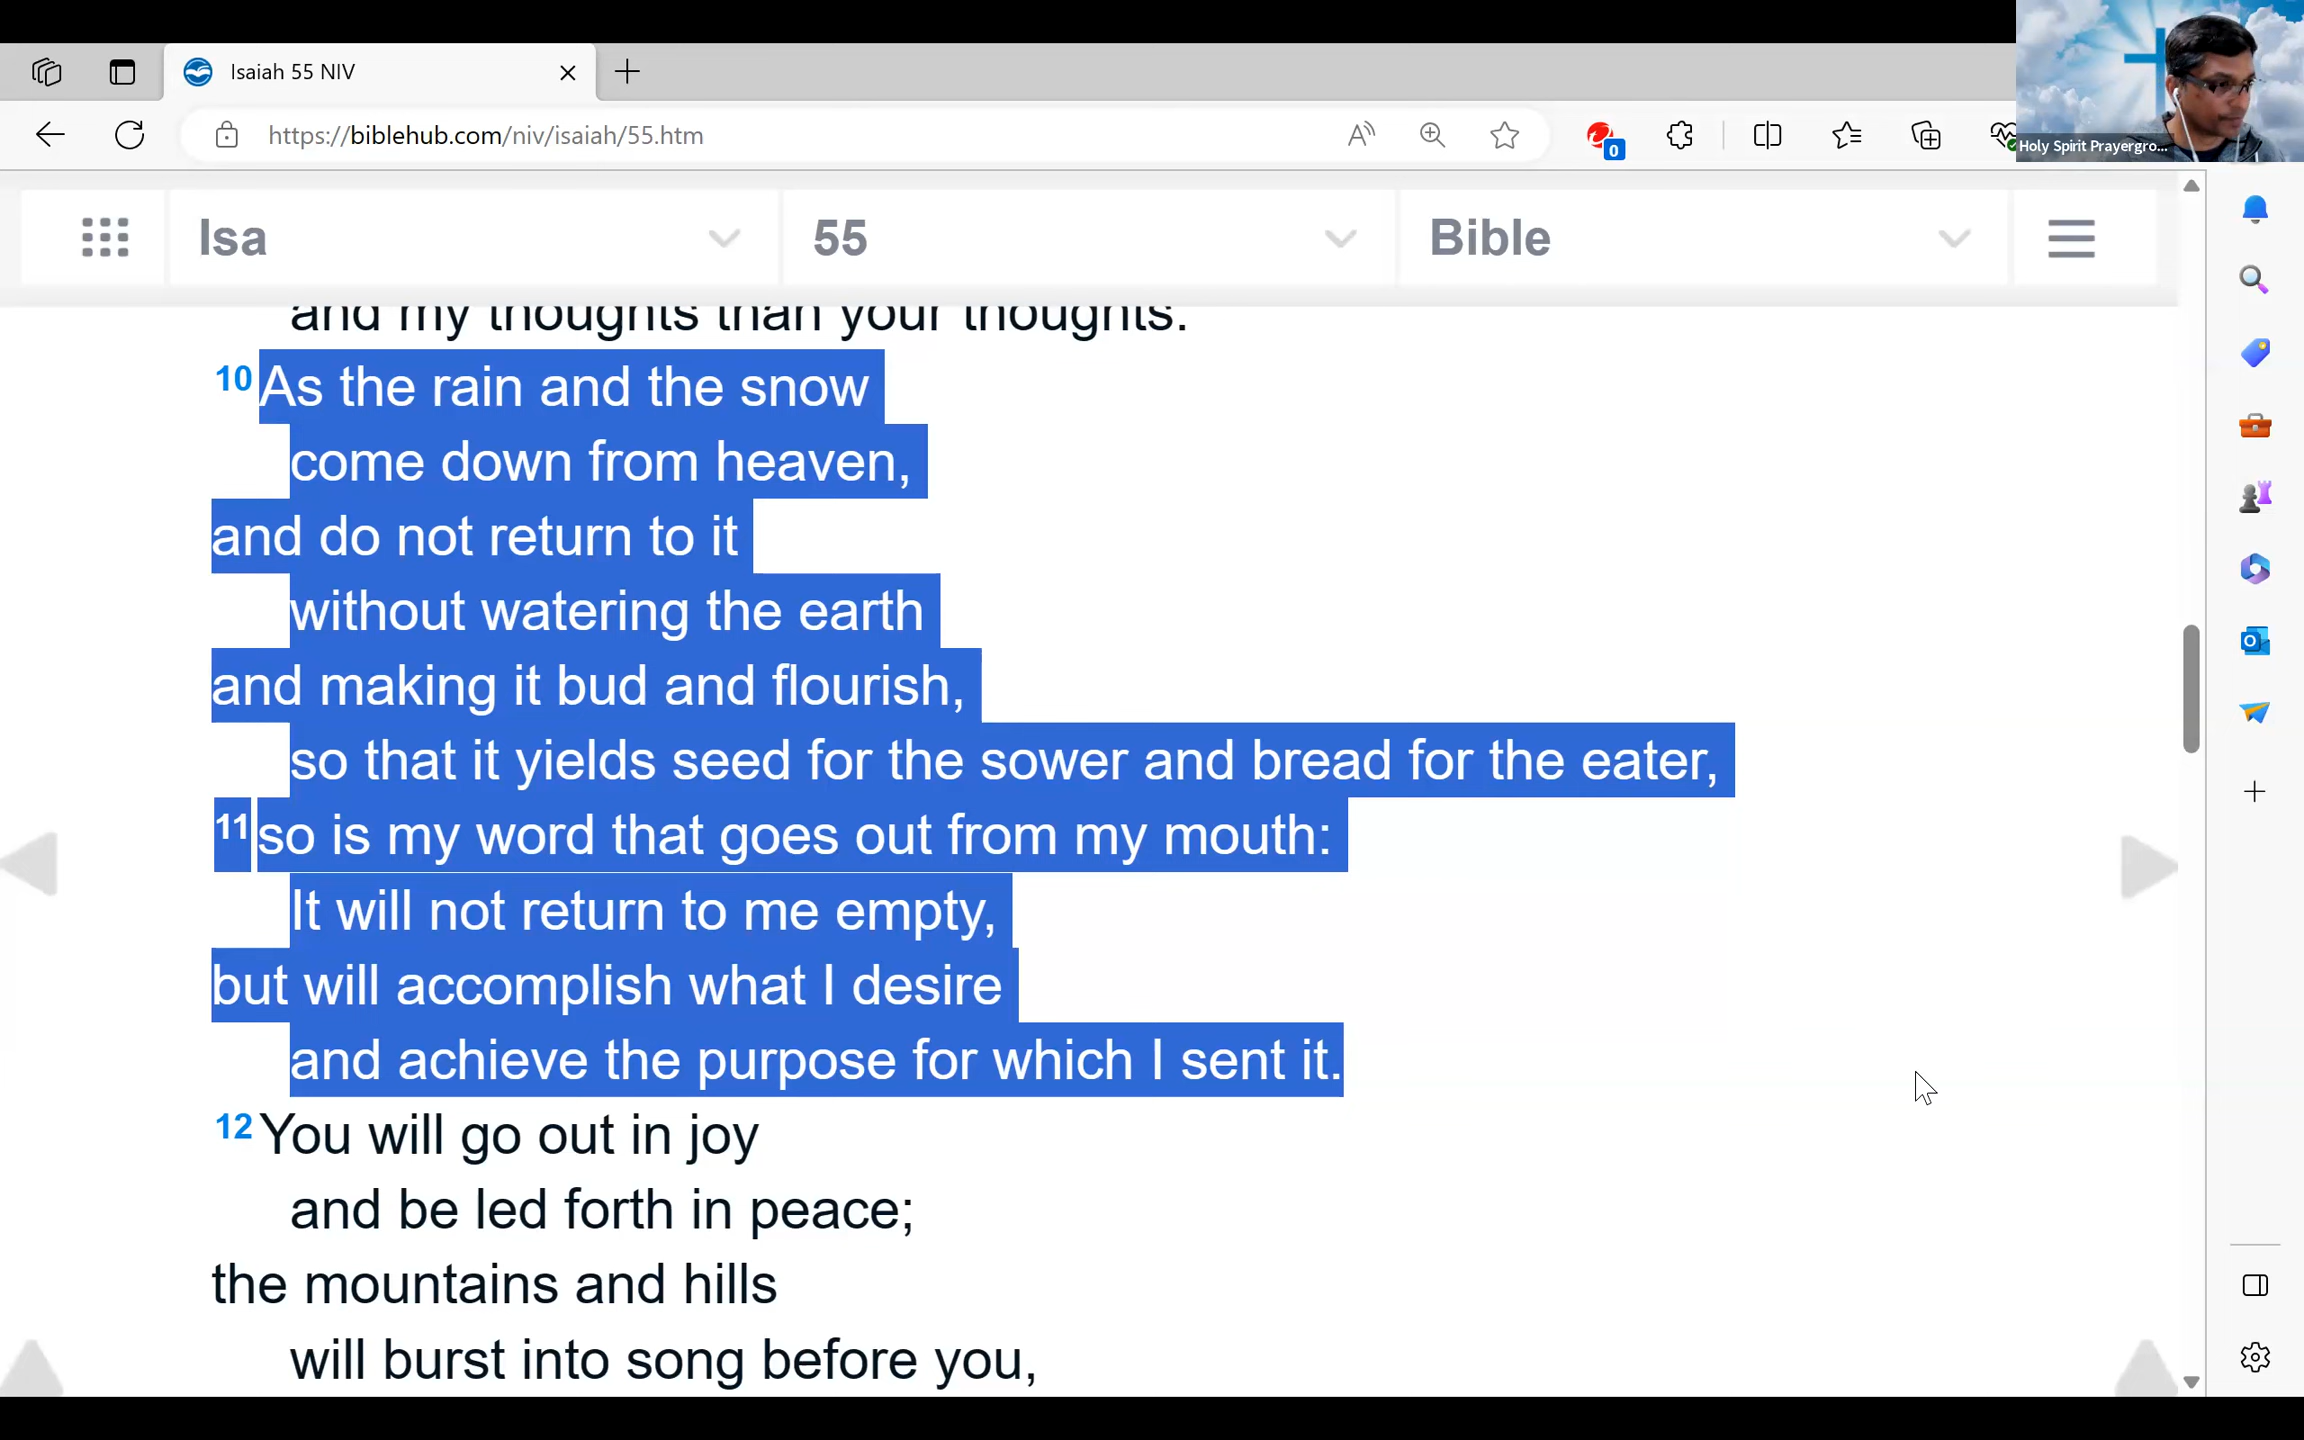 Isaiah 55 NIV
https://biblehub.com/niv/isaiah/55.htm
0
Holy Spirit Prayergro...
Isa
55
Bible
and my thoughts than your thoughts.
10 As the rain and the snow
come down from heaven,
and do not return to it
without watering the earth
and making it bud and flourish,
so that it yields seed for the sower and bread for the eater,
11 so is my word that goes out from my mouth:
It will not return to me empty,
but will accomplish what I desire
and achieve the purpose for which I sent it.
12 You will go out in joy
and be led forth in peace;
the mountains and hills
will burst into song before you,